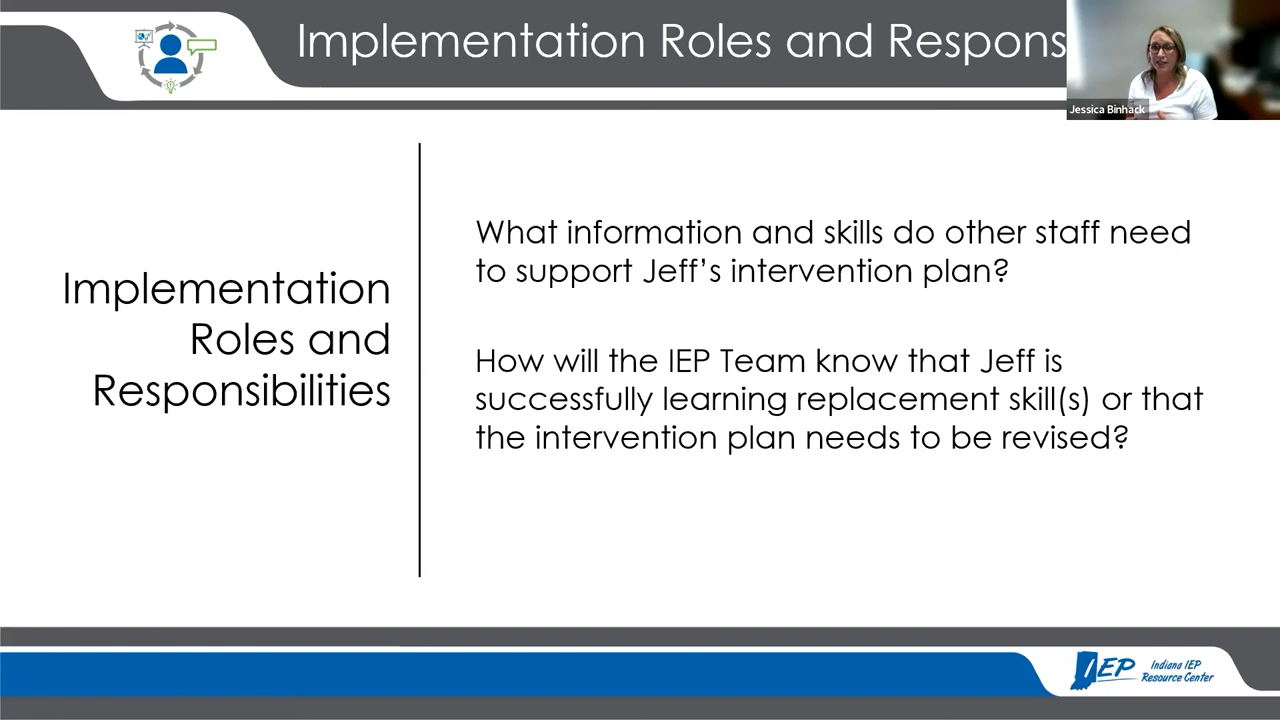 Implementation Roles and Respons
Jessica Binhack
Implementation
Roles and
Responsibilities
What information and skills do other staff need
to support Jeff’s intervention plan?
How will the IEP Team know that Jeff is
successfully learning replacement skill(s) or that
the intervention plan needs to be revised?
IEP
Indiana IEP
Resource Center